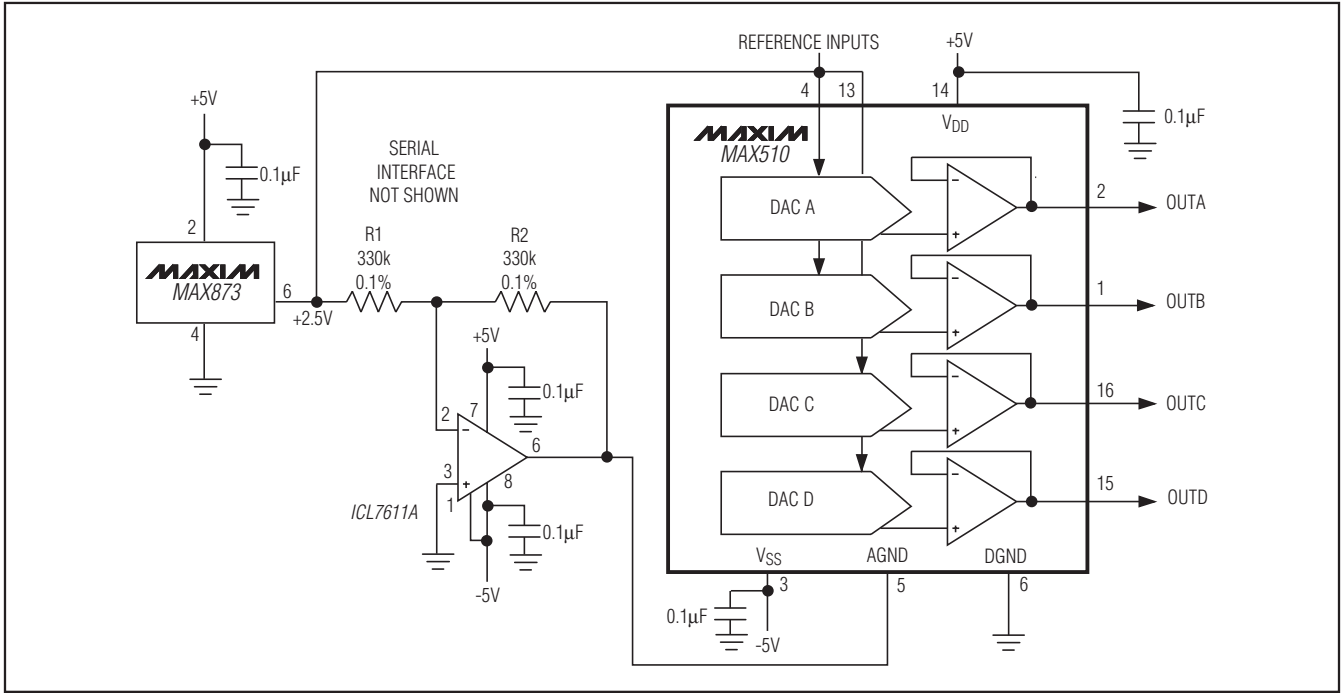 REFERENCE INPUTS
+5V
4
13
14
V_DD
0.1µF
MAXIM
MAX510
+5V
0.1µF
SERIAL
INTERFACE
NOT SHOWN
2
MAXIM
MAX873
6
+2.5V
4
R1
330k
0.1%
R2
330k
0.1%
+5V
0.1µF
2
7
–
3
+
6
8
1
ICL7611A
0.1µF
-5V
DAC A
–
+
2
OUTA
DAC B
–
+
1
OUTB
DAC C
–
+
16
OUTC
DAC D
–
+
15
OUTD
V_SS
AGND
DGND
3
5
6
0.1µF
-5V